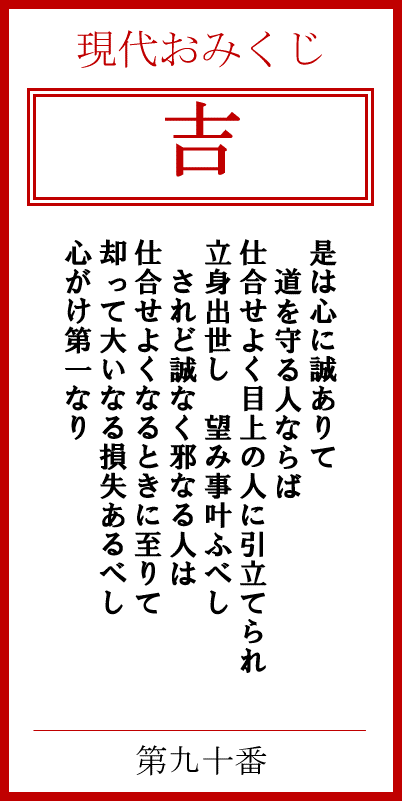 現代おみくじ
吉
是は心に誠ありて
道を守る人ならば
仕合せよく目上の人に引立てられ
立身出世し　望み事叶ふべし
されど誠なく邪なる人は
仕合せよくなるときに至りて
却って大いなる損失あるべし
心がけ第一なり
第九十番